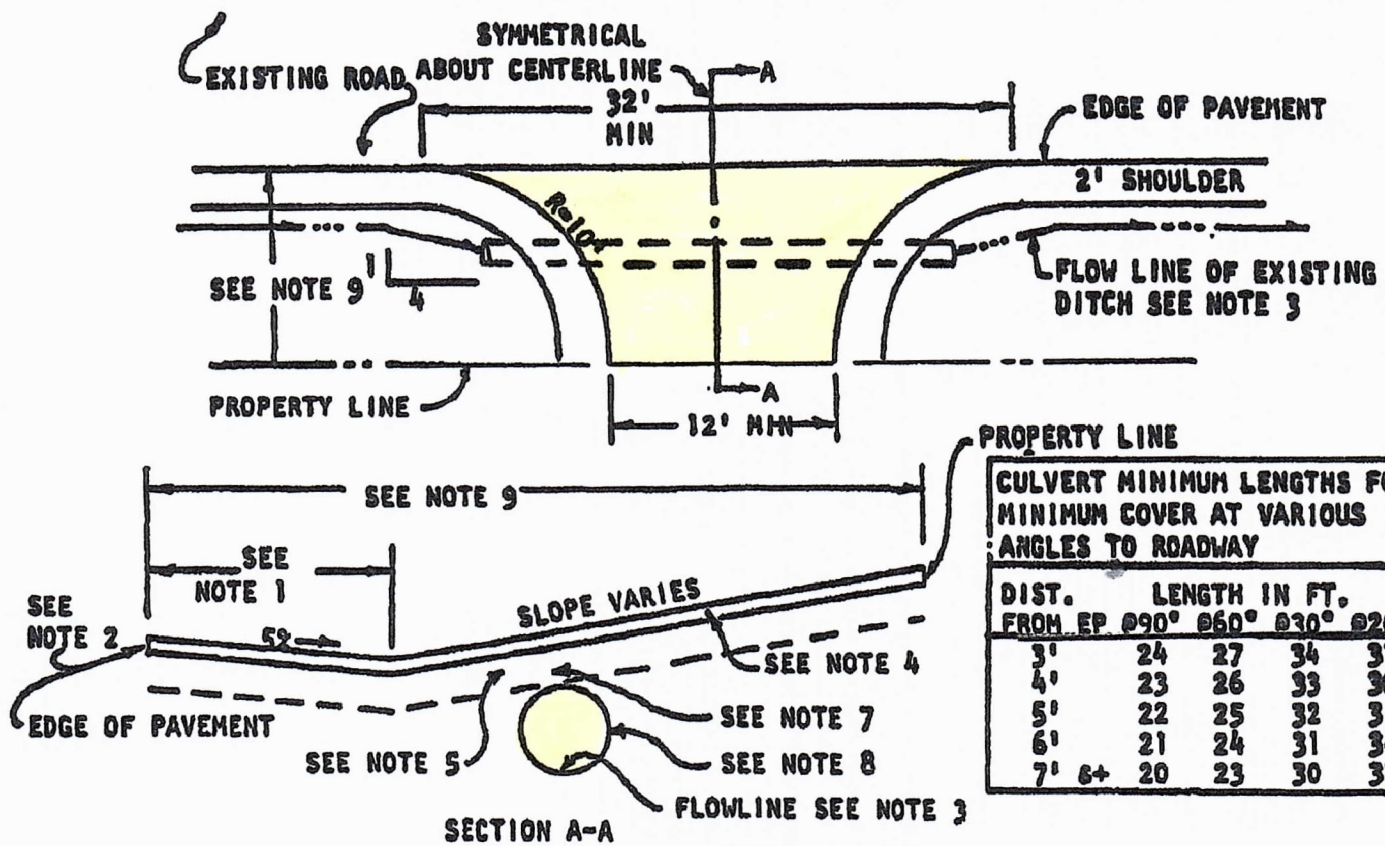 SYMMETRICAL
ABOUT CENTERLINE
A
EXISTING ROAD
32'
MIN
EDGE OF PAVEMENT
2' SHOULDER
R=10'
SEE NOTE 9
1
4
FLOW LINE OF EXISTING
DITCH SEE NOTE 3
PROPERTY LINE
A
12' MIN
PROPERTY LINE
SEE NOTE 9
SEE
NOTE 1
SEE
NOTE 2
5%
SLOPE VARIES
SEE NOTE 4
EDGE OF PAVEMENT
SEE NOTE 7
SEE NOTE 5
SEE NOTE 8
FLOWLINE SEE NOTE 3
SECTION A-A
CULVERT MINIMUM LENGTHS
MINIMUM COVER AT VARIOUS
ANGLES TO ROADWAY
DIST. LENGTH IN FT.
FROM EP @90° @60° @30°
3' 24 27 34
4' 23 26 33
5' 22 25 32
6' 21 24 31
7' &+ 20 23 30